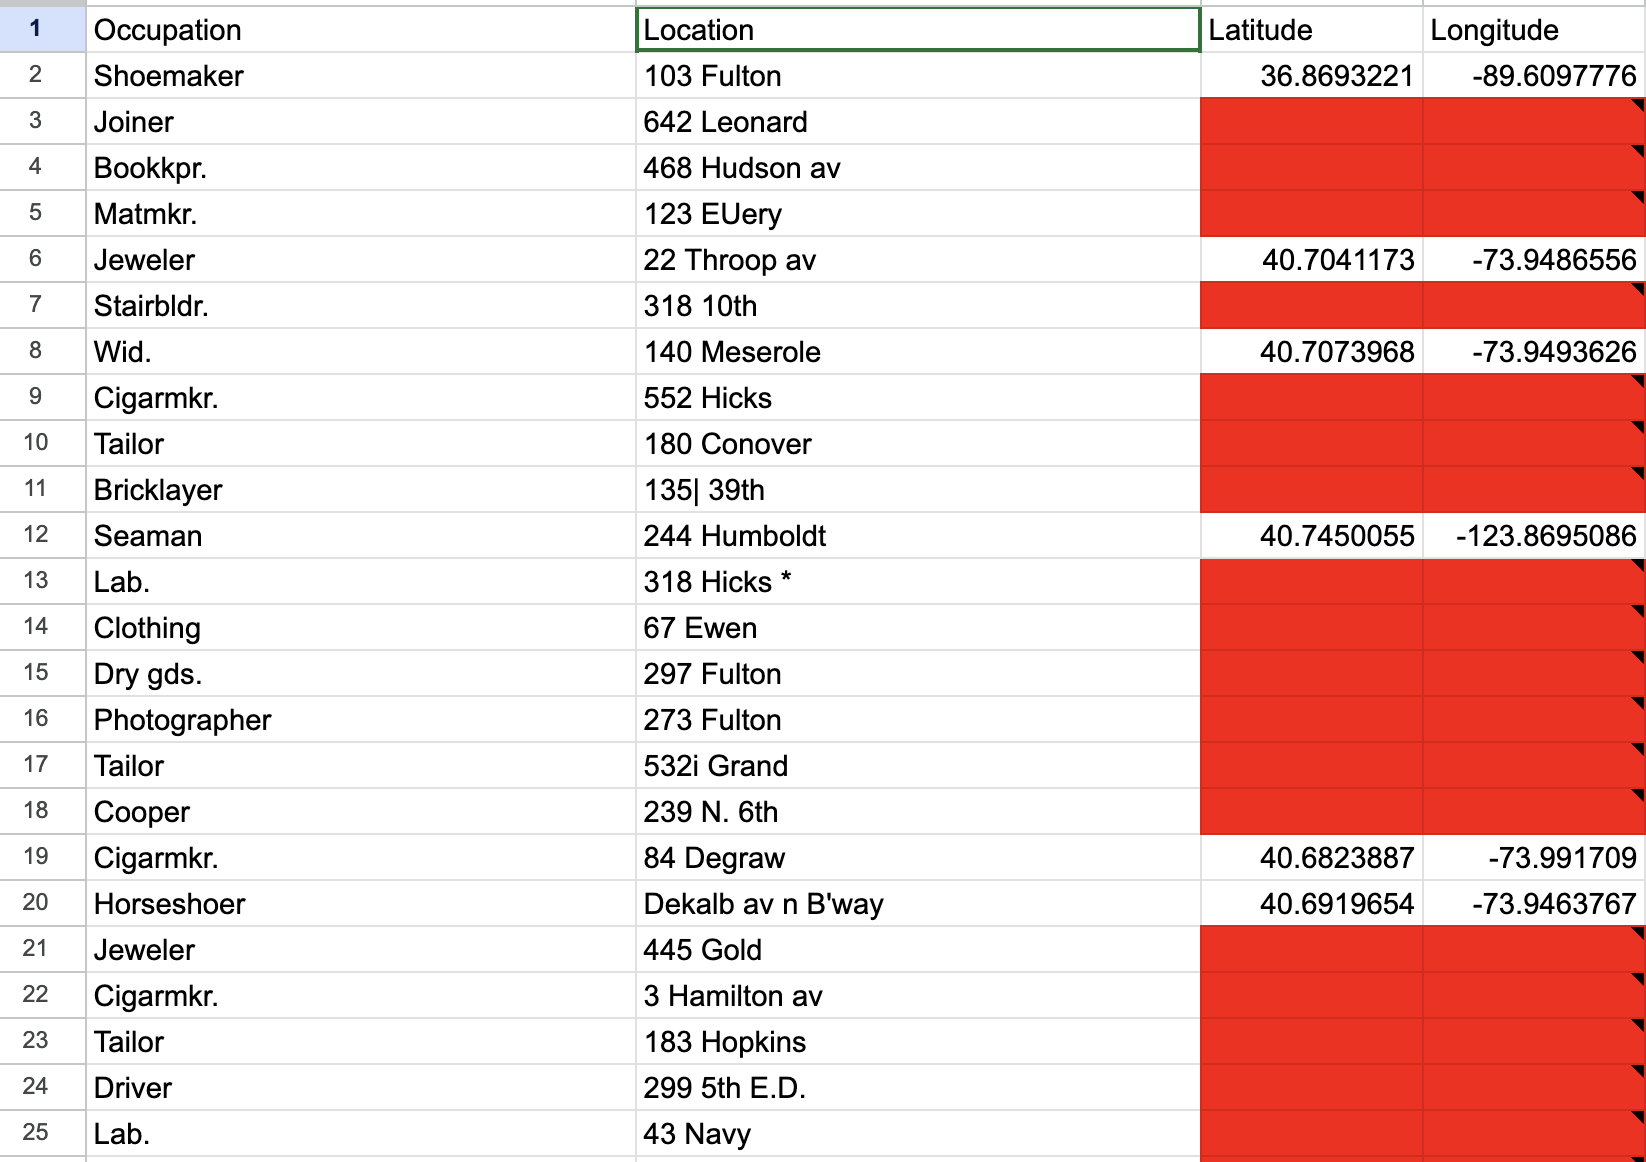 1 Occupation Location Latitude Longitude
2 Shoemaker 103 Fulton 36.8693221 -89.6097776
3 Joiner 642 Leonard
4 Bookkpr. 468 Hudson av
5 Matmkr. 123 EUery
6 Jeweler 22 Throop av 40.7041173 -73.9486556
7 Stairbldr. 318 10th
8 Wid. 140 Meserole 40.7073968 -73.9493626
9 Cigarmkr. 552 Hicks
10 Tailor 180 Conover
11 Bricklayer 135| 39th
12 Seaman 244 Humboldt 40.7450055 -123.8695086
13 Lab. 318 Hicks *
14 Clothing 67 Ewen
15 Dry gds. 297 Fulton
16 Photographer 273 Fulton
17 Tailor 532i Grand
18 Cooper 239 N. 6th
19 Cigarmkr. 84 Degraw 40.6823887 -73.991709
20 Horseshoer Dekalb av n B'way 40.6919654 -73.9463767
21 Jeweler 445 Gold
22 Cigarmkr. 3 Hamilton av
23 Tailor 183 Hopkins
24 Driver 299 5th E.D.
25 Lab. 43 Navy